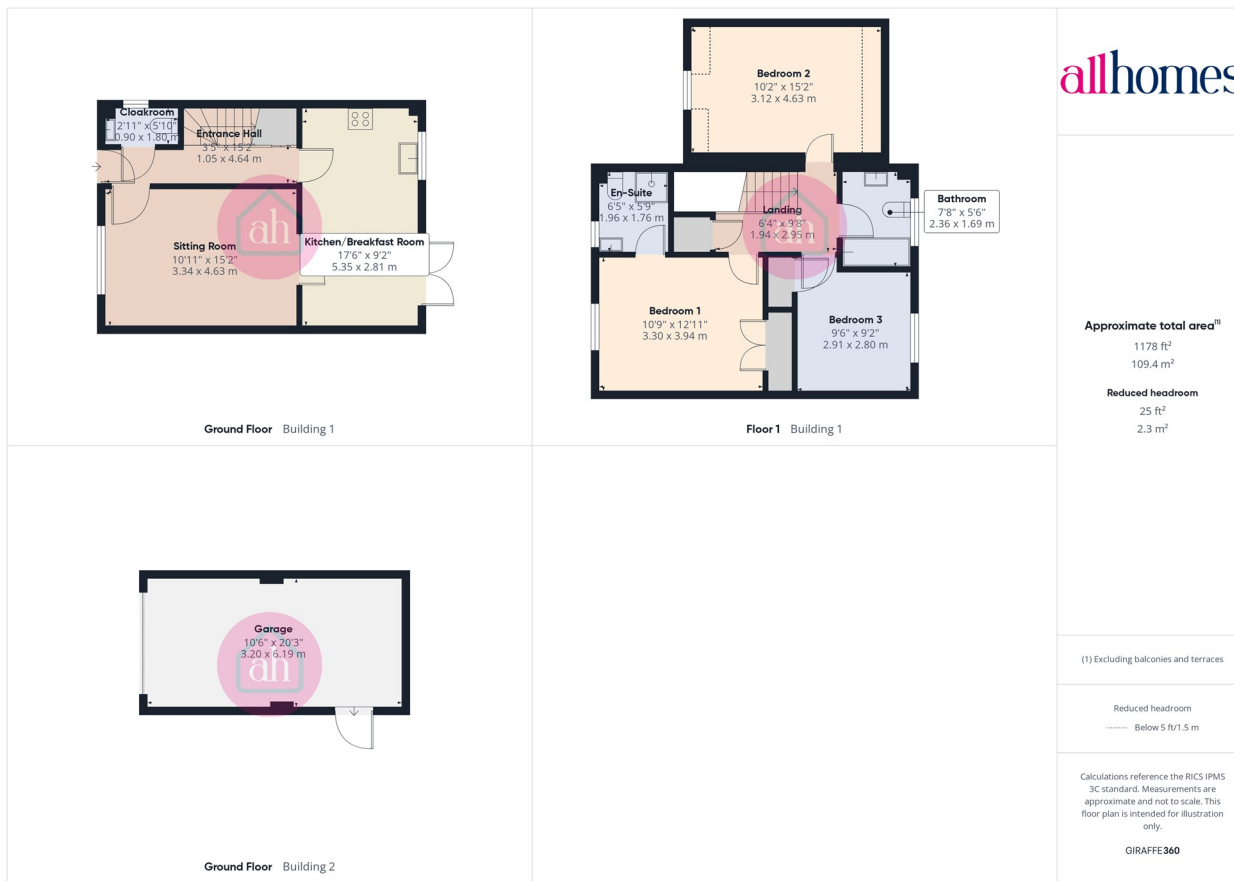 Cloakroom
2'11" x 5'10"
0.90 x 1.80 m
Entrance Hall
3'5" x 15'2"
1.05 x 4.64 m
Sitting Room
10'11" x 15'2"
3.34 x 4.63 m
Kitchen/Breakfast Room
17'6" x 9'2"
5.35 x 2.81 m
ah
Ground Floor Building 1
Bedroom 2
10'2" x 15'2"
3.12 x 4.63 m
En-Suite
6'5" x 5'9"
1.96 x 1.76 m
Landing
6'4" x 9'8"
1.94 x 2.95 m
Bathroom
7'8" x 5'6"
2.36 x 1.69 m
Bedroom 1
10'9" x 12'11"
3.30 x 3.94 m
Bedroom 3
9'6" x 9'2"
2.91 x 2.80 m
ah
Floor 1 Building 1
Garage
10'6" x 20'3"
3.20 x 6.19 m
ah
Ground Floor Building 2
allhomes
Approximate total area(1)
1178 ft²
109.4 m²
Reduced headroom
25 ft²
2.3 m²
(1) Excluding balconies and terraces
Reduced headroom
Below 5 ft/1.5 m
Calculations reference the RICS IPMS
3C standard. Measurements are
approximate and not to scale. This
floor plan is intended for illustration
only.
GIRAFFE360